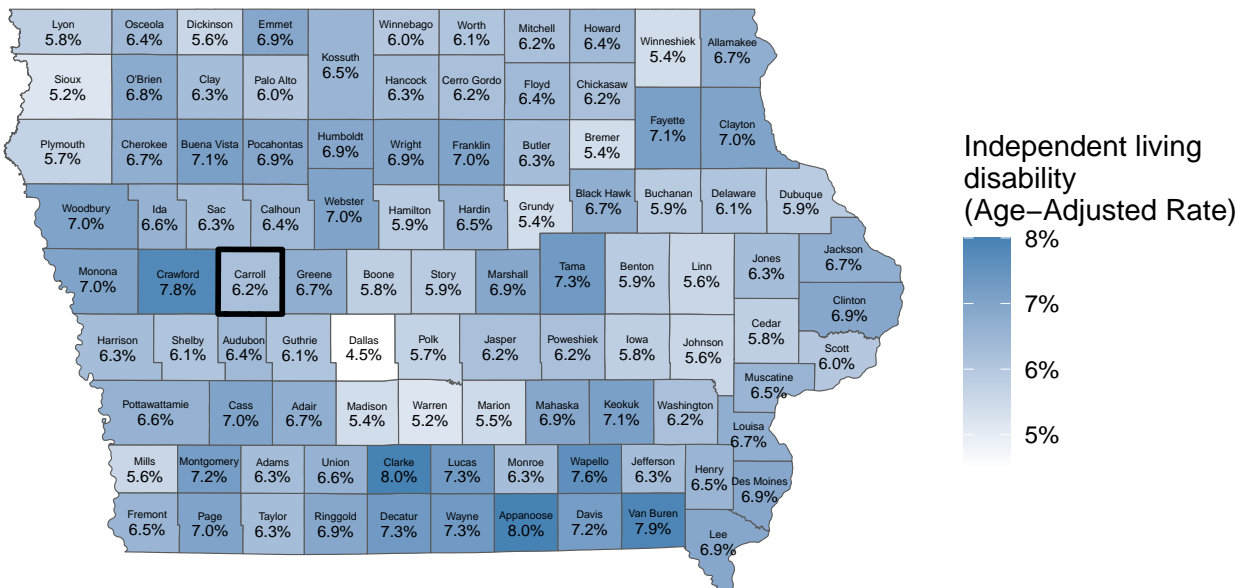 Lyon
5.8%
Osceola
6.4%
Dickinson
5.6%
Emmet
6.9%
Kossuth
6.5%
Winnebago
6.0%
Worth
6.1%
Mitchell
6.2%
Howard
6.4%
Winneshiek
5.4%
Allamakee
6.7%
Sioux
5.2%
O'Brien
6.8%
Clay
6.3%
Palo Alto
6.0%
Hancock
6.3%
Cerro Gordo
6.2%
Floyd
6.4%
Chickasaw
6.2%
Fayette
7.1%
Clayton
7.0%
Plymouth
5.7%
Cherokee
6.7%
Buena Vista
7.1%
Pocahontas
6.9%
Humboldt
6.9%
Wright
6.9%
Franklin
7.0%
Butler
6.3%
Bremer
5.4%
Woodbury
7.0%
Ida
6.6%
Sac
6.3%
Calhoun
6.4%
Webster
7.0%
Hamilton
5.9%
Hardin
6.5%
Grundy
5.4%
Black Hawk
6.7%
Buchanan
5.9%
Delaware
6.1%
Dubuque
5.9%
Monona
7.0%
Crawford
7.8%
Carroll
6.2%
Greene
6.7%
Boone
5.8%
Story
5.9%
Marshall
6.9%
Tama
7.3%
Benton
5.9%
Linn
5.6%
Jones
6.3%
Jackson
6.7%
Clinton
6.9%
Harrison
6.3%
Shelby
6.1%
Audubon
6.4%
Guthrie
6.1%
Dallas
4.5%
Polk
5.7%
Jasper
6.2%
Poweshiek
6.2%
Iowa
5.8%
Johnson
5.6%
Cedar
5.8%
Scott
6.0%
Muscatine
6.5%
Pottawattamie
6.6%
Cass
7.0%
Adair
6.7%
Madison
5.4%
Warren
5.2%
Marion
5.5%
Mahaska
6.9%
Keokuk
7.1%
Washington
6.2%
Louisa
6.7%
Mills
5.6%
Montgomery
7.2%
Adams
6.3%
Union
6.6%
Clarke
8.0%
Lucas
7.3%
Monroe
6.3%
Wapello
7.6%
Jefferson
6.3%
Henry
6.5%
Des Moines
6.9%
Fremont
6.5%
Page
7.0%
Taylor
6.3%
Ringgold
6.9%
Decatur
7.3%
Wayne
7.3%
Appanoose
8.0%
Davis
7.2%
Van Buren
7.9%
Lee
6.9%
Independent living
disability
(Age−Adjusted Rate)
8%
7%
6%
5%